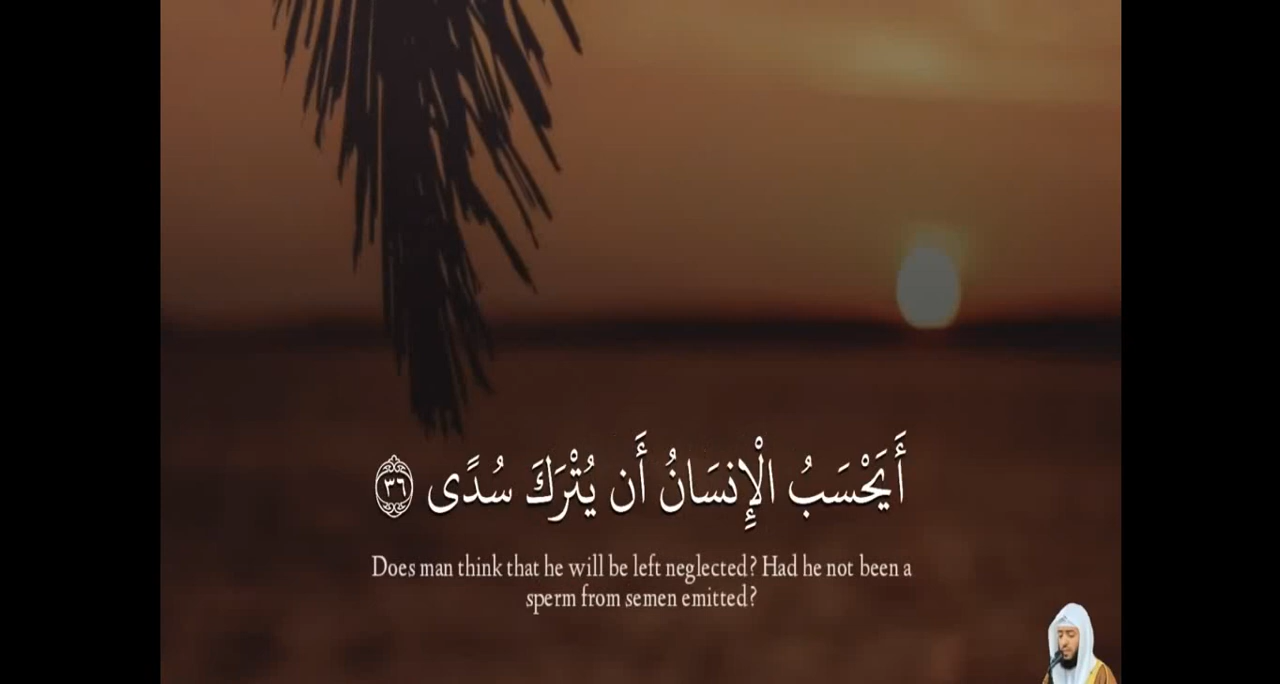 أَيَحْسَبُ الْإِنسَانُ أَن يُتْرَكَ سُدًى ٣٦
Does man think that he will be left neglected? Had he not been a
sperm from semen emitted?